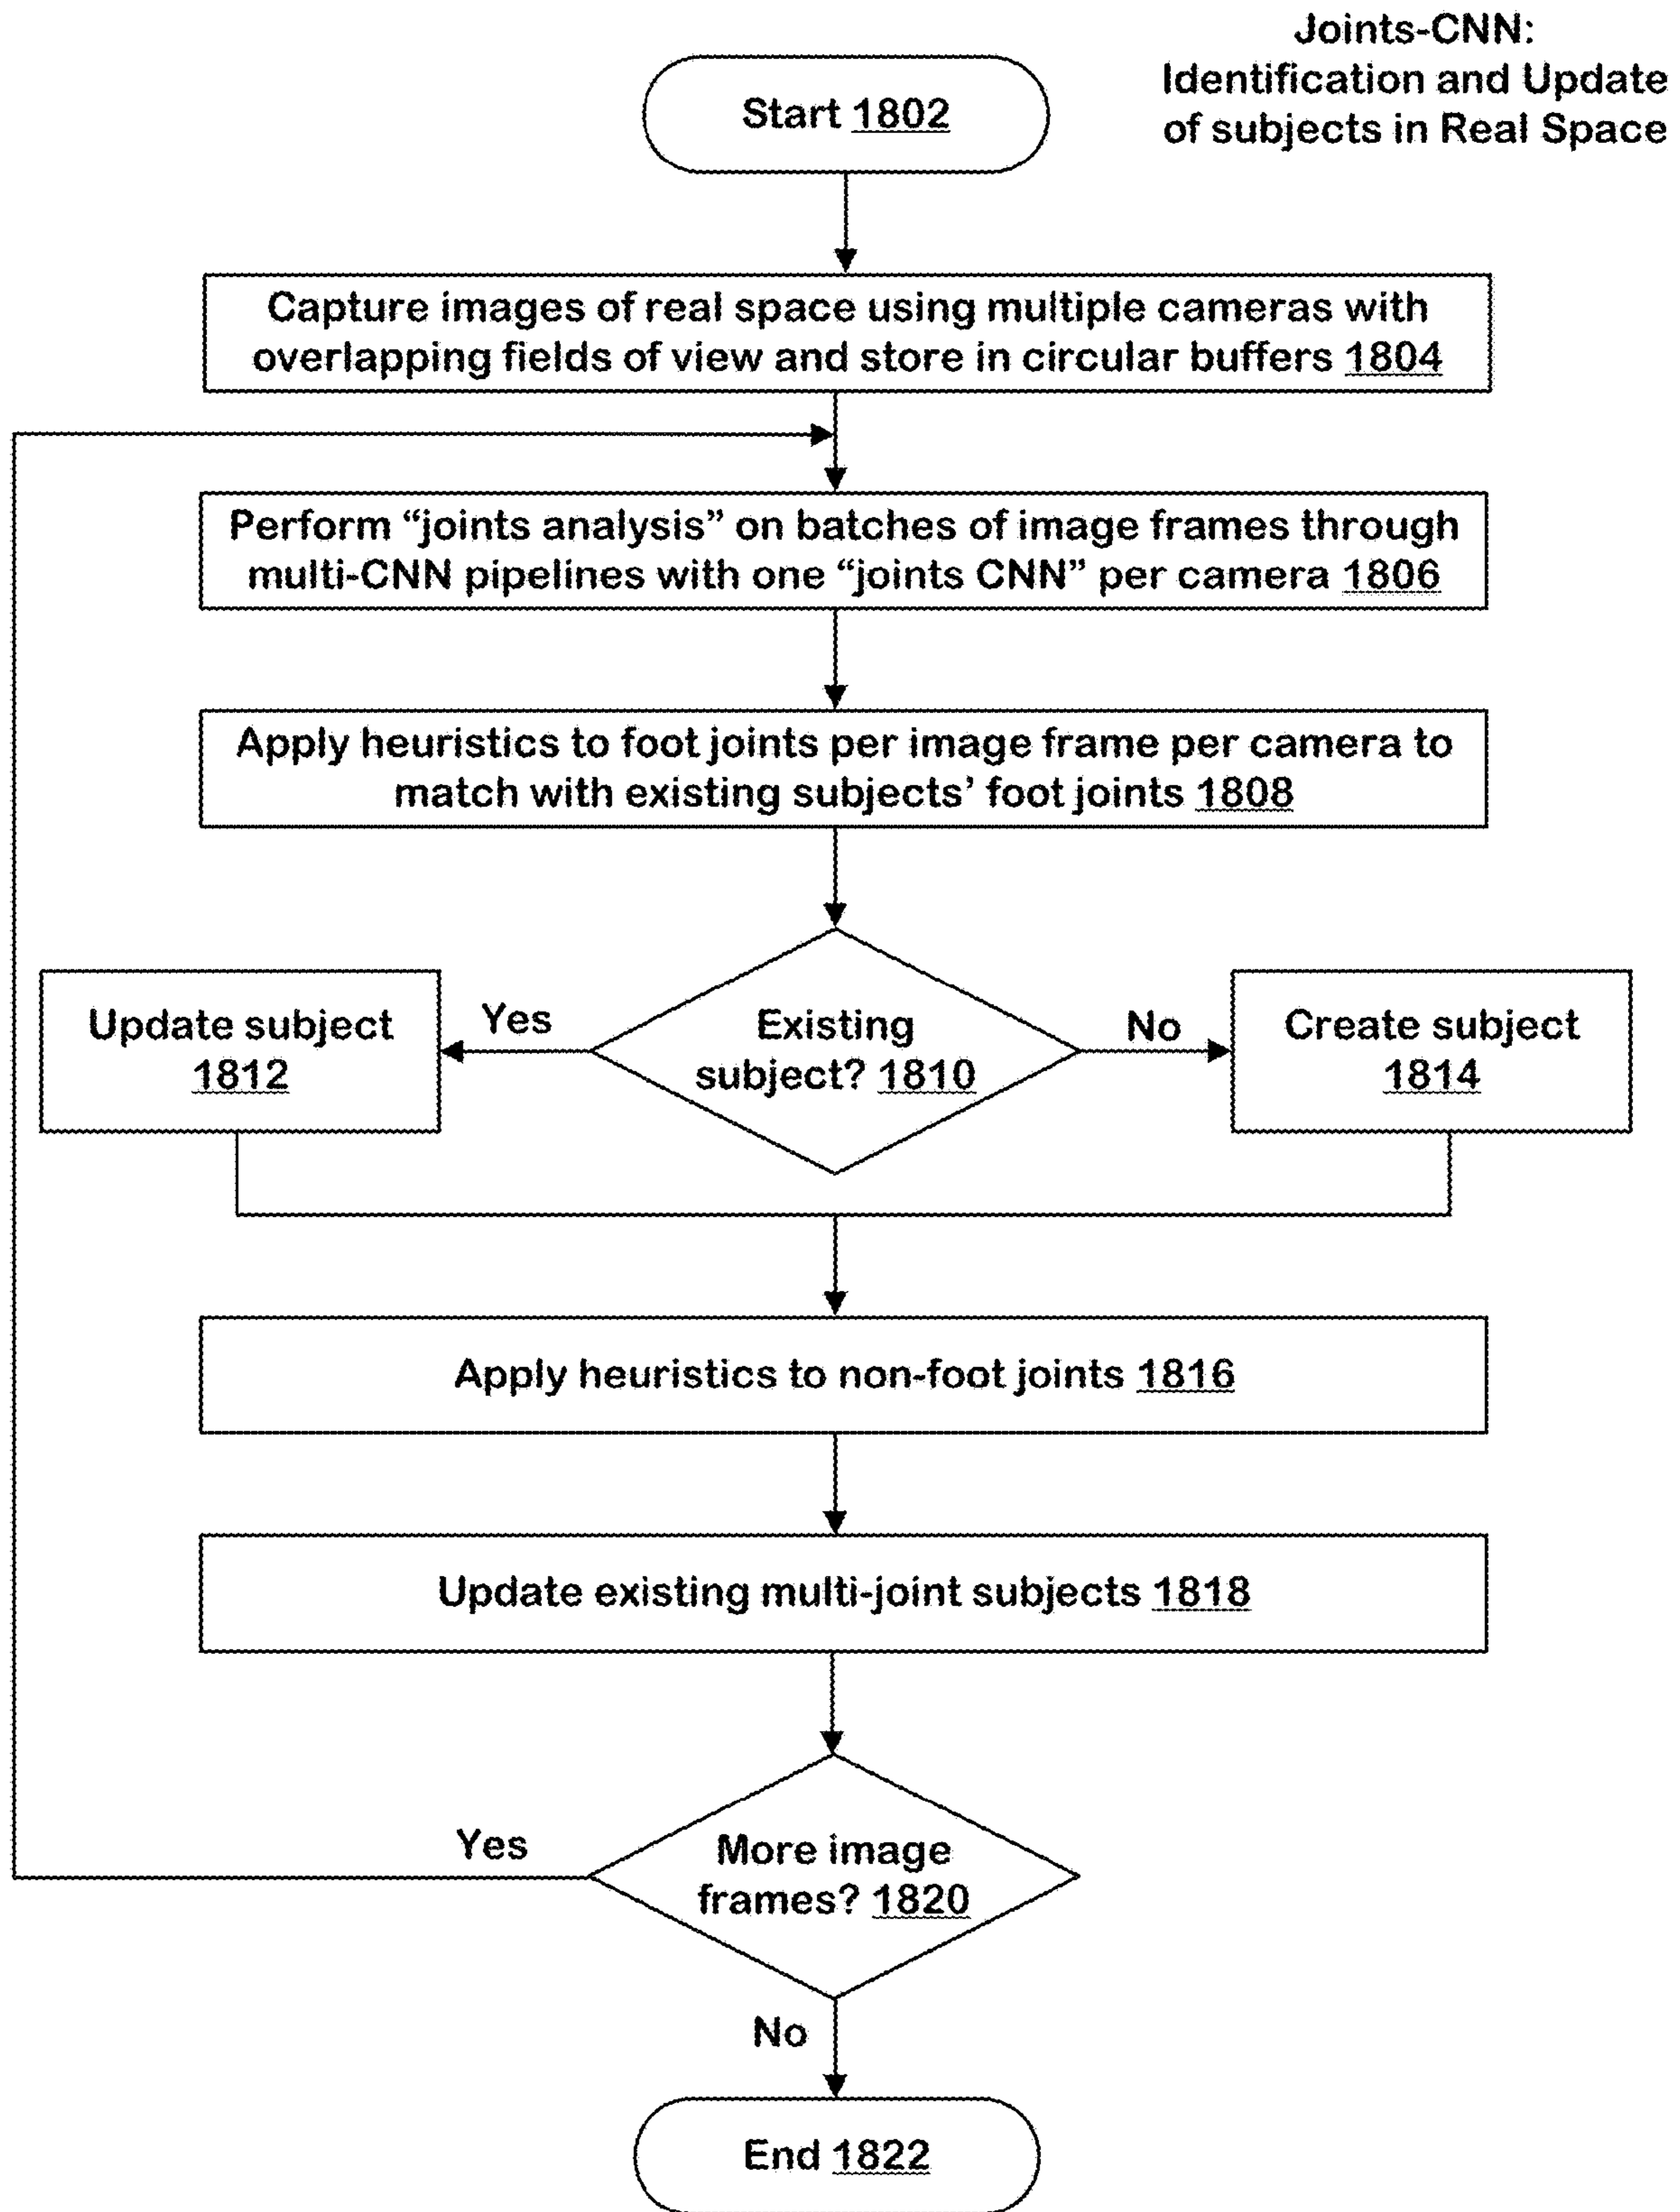 Joints-CNN:
Identification and Update
of subjects in Real Space
Start 1802
Capture images of real space using multiple cameras with
overlapping fields of view and store in circular buffers 1804
Perform “joints analysis” on batches of image frames through
multi-CNN pipelines with one “joints CNN” per camera 1806
Apply heuristics to foot joints per image frame per camera to
match with existing subjects’ foot joints 1808
Existing
subject? 1810
Yes
Update subject
1812
No
Create subject
1814
Apply heuristics to non-foot joints 1816
Update existing multi-joint subjects 1818
More image
frames? 1820
Yes
No
End 1822